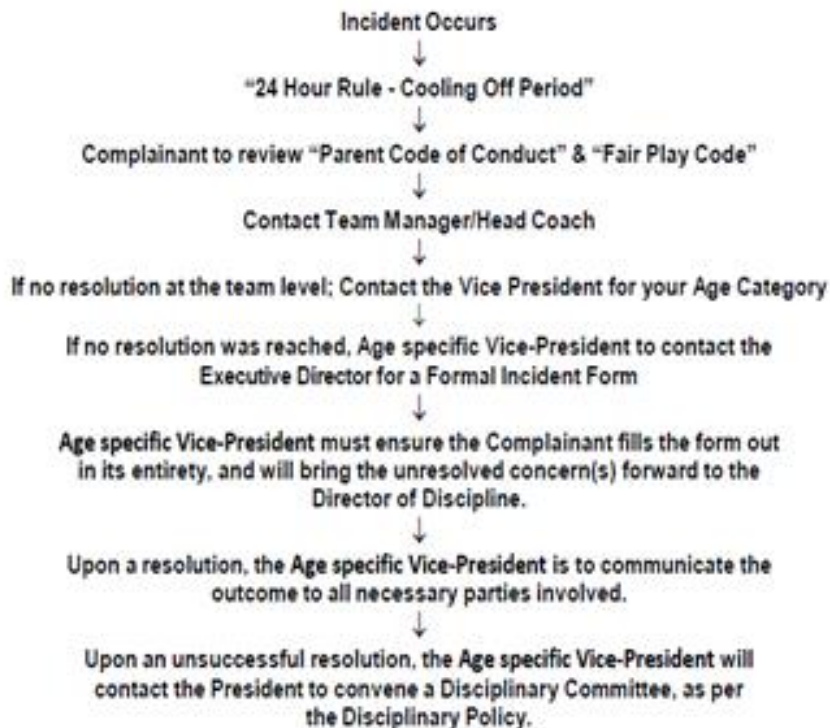 Incident Occurs
↓
“24 Hour Rule - Cooling Off Period”
↓
Complainant to review “Parent Code of Conduct” & “Fair Play Code”
↓
Contact Team Manager/Head Coach
↓
If no resolution at the team level; Contact the Vice President for your Age Category
↓
If no resolution was reached, Age specific Vice-President to contact the
Executive Director for a Formal Incident Form
↓
Age specific Vice-President must ensure the Complainant fills the form out
in its entirety, and will bring the unresolved concern(s) forward to the
Director of Discipline.
↓
Upon a resolution, the Age specific Vice-President is to communicate the
outcome to all necessary parties involved.
↓
Upon an unsuccessful resolution, the Age specific Vice-President will
contact the President to convene a Disciplinary Committee, as per
the Disciplinary Policy.